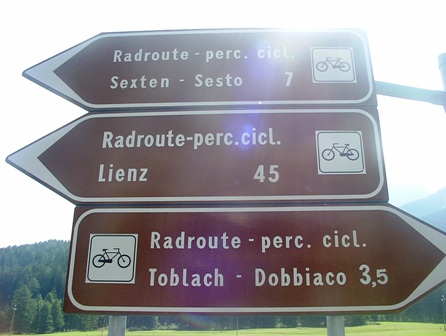 Radroute - perc. cicl.
Sexten - Sesto 7
Radroute-perc.cicl.
Lienz 45
Radroute - perc. cicl.
Toblach - Dobbiaco 3,5